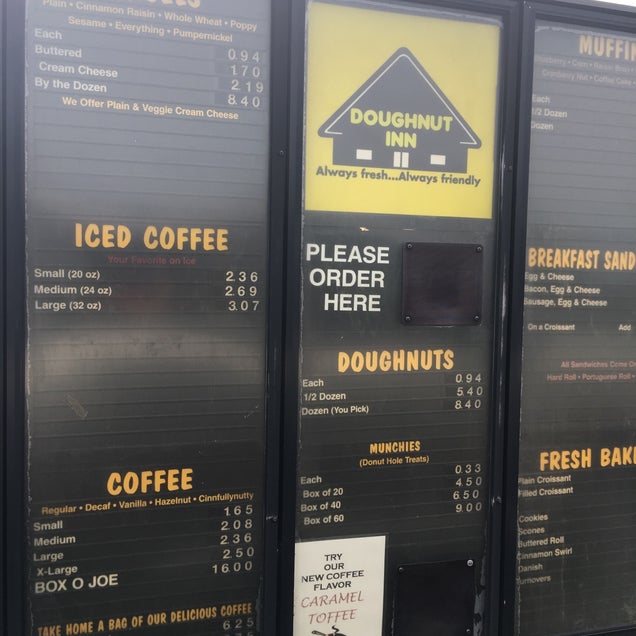 Plain • Cinnamon Raisin • Whole Wheat • Poppy
Sesame • Everything • Pumpernickel
Each 0.94
Buttered 1.70
Cream Cheese 2.19
By the Dozen 8.40
We Offer Plain & Veggie Cream Cheese
ICED COFFEE
Your Favorite on Ice
Small (20 oz) 2.36
Medium (24 oz) 2.69
Large (32 oz) 3.07
COFFEE
Regular • Decaf • Vanilla • Hazelnut • Cinnfullynutty
Small 1.65
Medium 2.08
Large 2.36
X-Large 2.50
BOX O JOE 16.00
TAKE HOME A BAG OF OUR DELICIOUS COFFEE
6.25
DOUGHNUT
INN
Always fresh...Always friendly
PLEASE
ORDER
HERE
DOUGHNUTS
Each 0.94
1/2 Dozen 5.40
Dozen (You Pick) 8.40
MUNCHIES
(Donut Hole Treats)
Each 0.33
Box of 20 4.50
Box of 40 6.50
Box of 60 9.00
TRY
OUR
NEW COFFEE
FLAVOR
CARAMEL
TOFFEE
MUFFI
Blueberry • Corn • Raisin Bran
Cranberry Nut • Coffee Cake
Each
1/2 Dozen
Dozen
BREAKFAST SAND
Egg & Cheese
Bacon, Egg & Cheese
Sausage, Egg & Cheese
On a Croissant Add
All Sandwiches Come O
Hard Roll • Portuguese Roll •
FRESH BAK
Plain Croissant
Filled Croissant
Cookies
Scones
Buttered Roll
Cinnamon Swirl
Danish
Turnovers